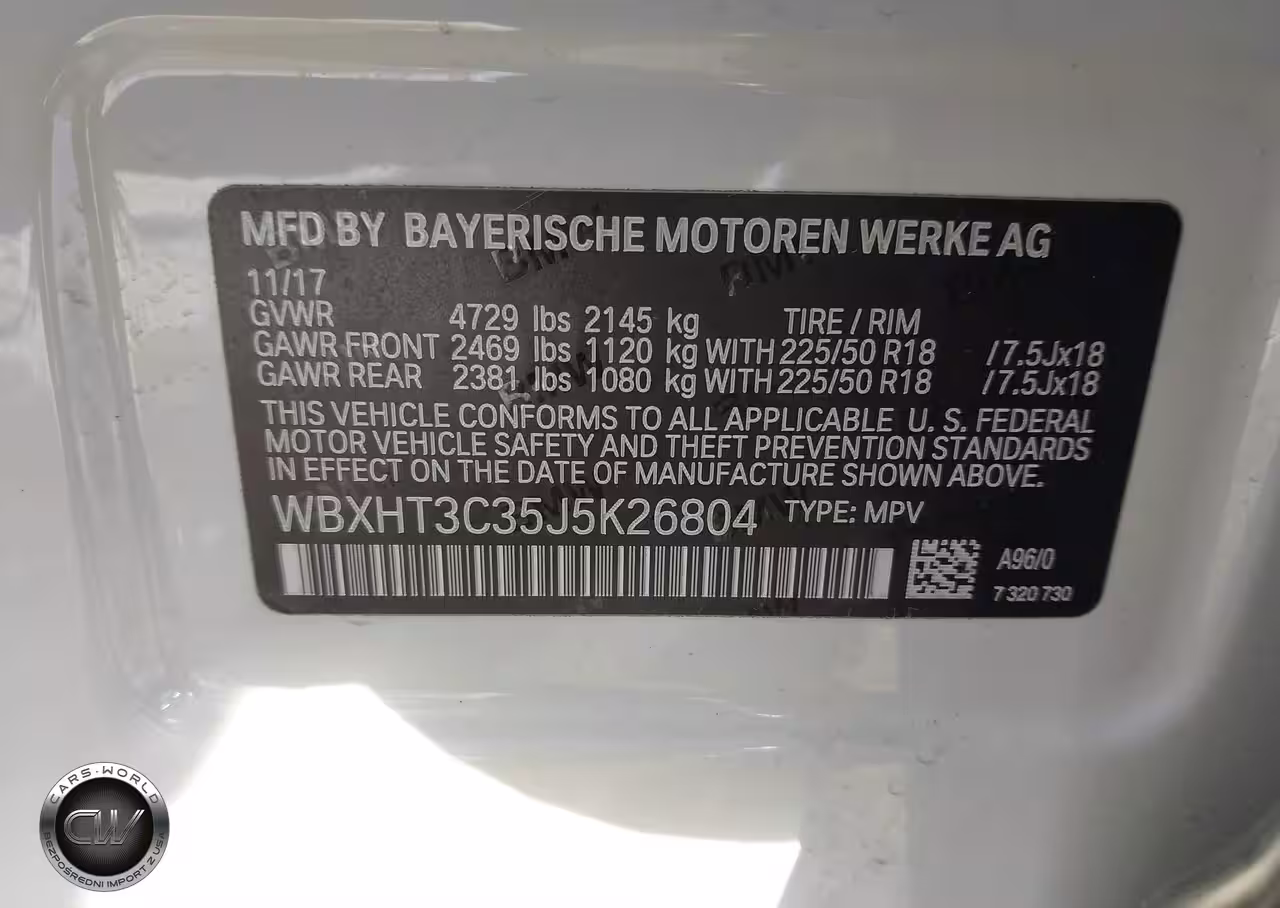 MFD BY BAYERISCHE MOTOREN WERKE AG
11/17
GVWR 4729 lbs 2145 kg TIRE / RIM
GAWR FRONT 2469 lbs 1120 kg WITH 225/50 R18 / 7.5Jx18
GAWR REAR 2381 lbs 1080 kg WITH 225/50 R18 / 7.5Jx18
THIS VEHICLE CONFORMS TO ALL APPLICABLE U. S. FEDERAL
MOTOR VEHICLE SAFETY AND THEFT PREVENTION STANDARDS
IN EFFECT ON THE DATE OF MANUFACTURE SHOWN ABOVE.
WBXHT3C35J5K26804 TYPE: MPV
A96/0
7 320 730
CARS-WORLD
CW
BEZPOŚREDNI IMPORT Z USA